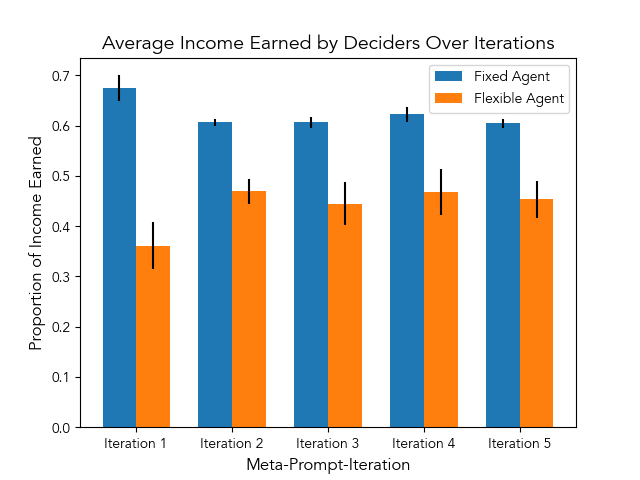 Average Income Earned by Deciders Over Iterations
Fixed Agent
Flexible Agent
Proportion of Income Earned
0.7
0.6
0.5
0.4
0.3
0.2
0.1
0.0
Iteration 1 Iteration 2 Iteration 3 Iteration 4 Iteration 5
Meta-Prompt-Iteration